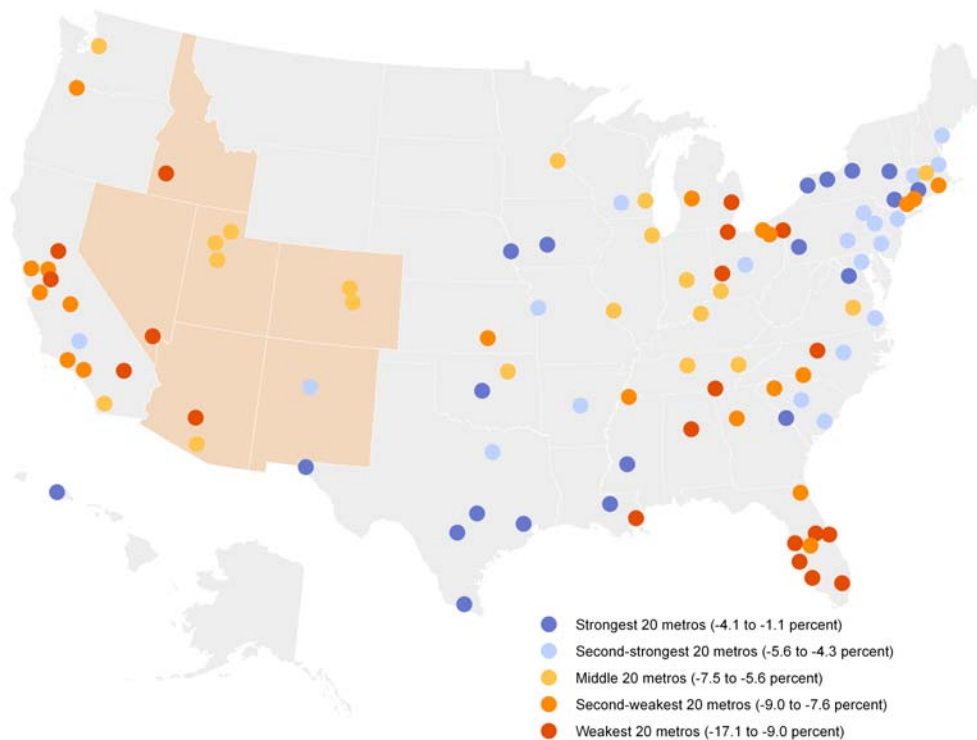 Strongest 20 metros (-4.1 to -1.1 percent)
Second-strongest 20 metros (-5.6 to -4.3 percent)
Middle 20 metros (-7.5 to -5.6 percent)
Second-weakest 20 metros (-9.0 to -7.6 percent)
Weakest 20 metros (-17.1 to -9.0 percent)